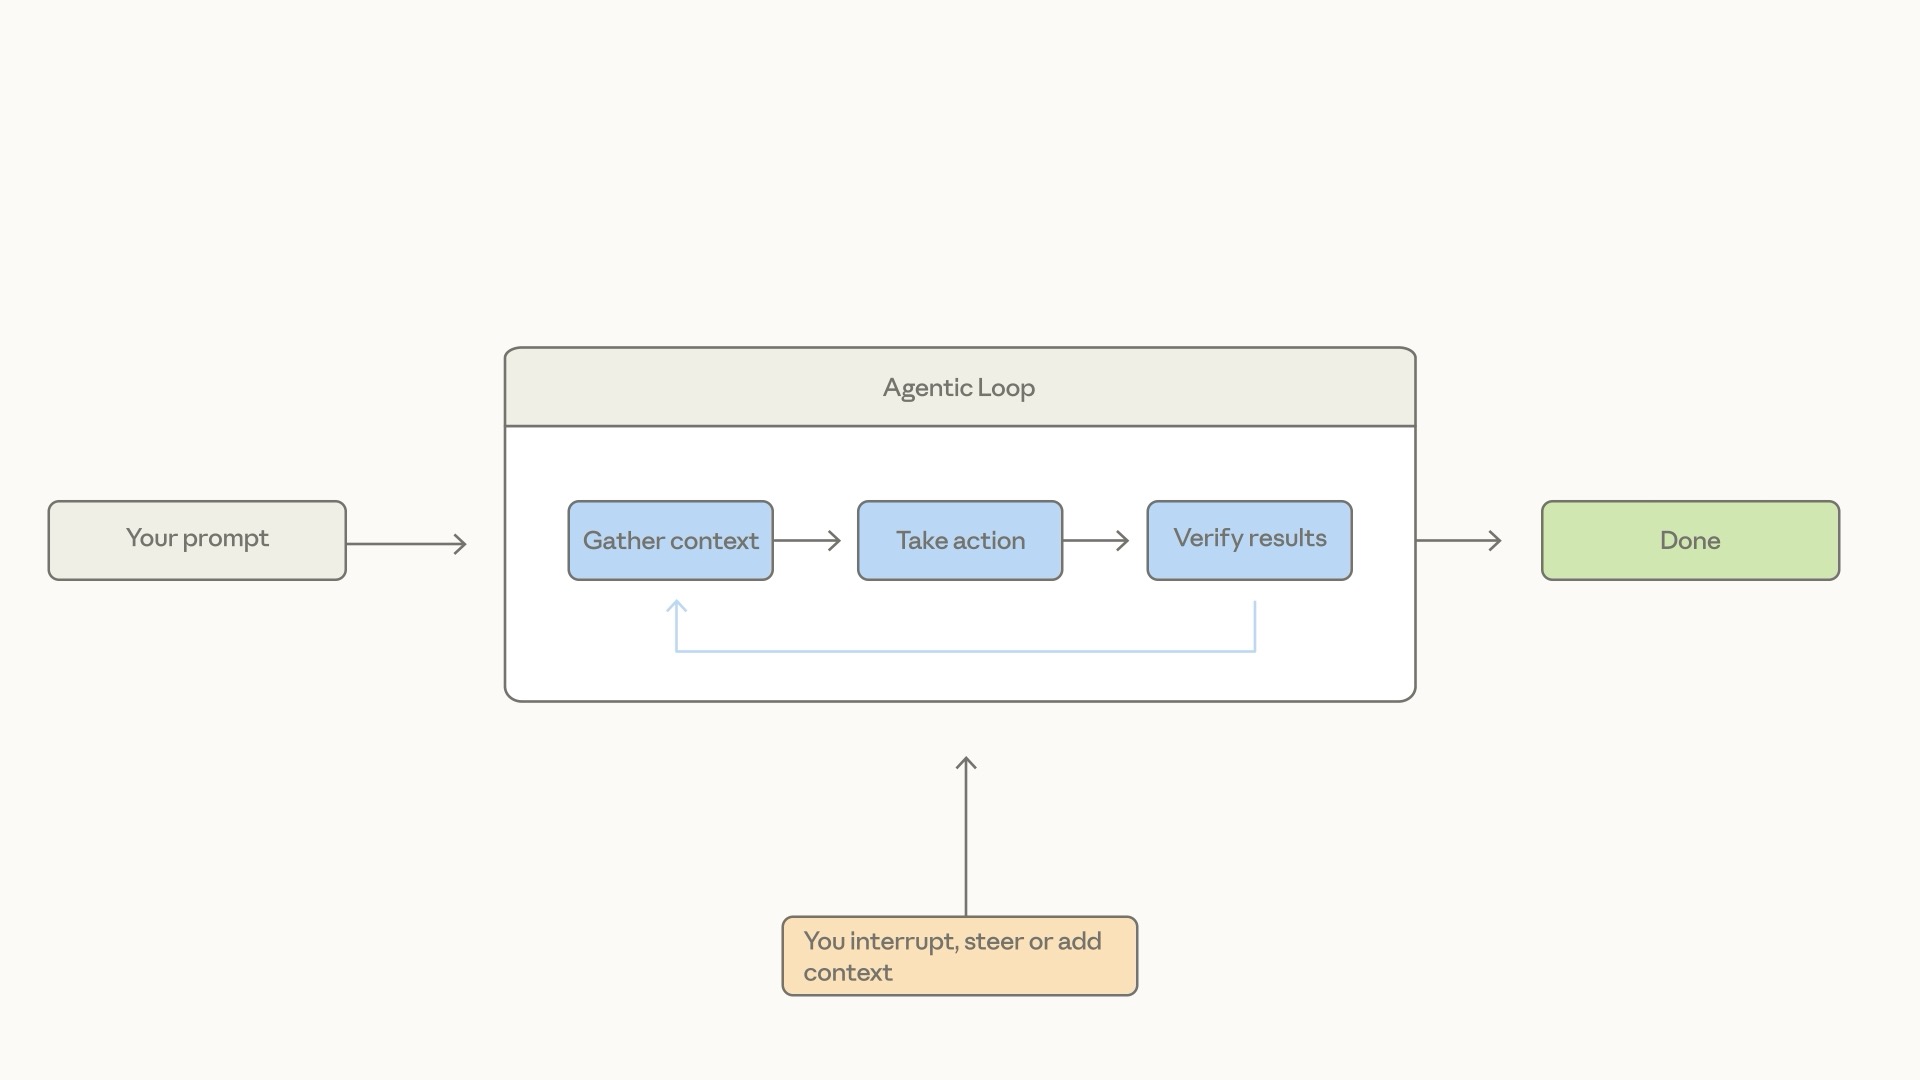 Agentic Loop
Your prompt
Gather context
Take action
Verify results
Done
You interrupt, steer or add
context